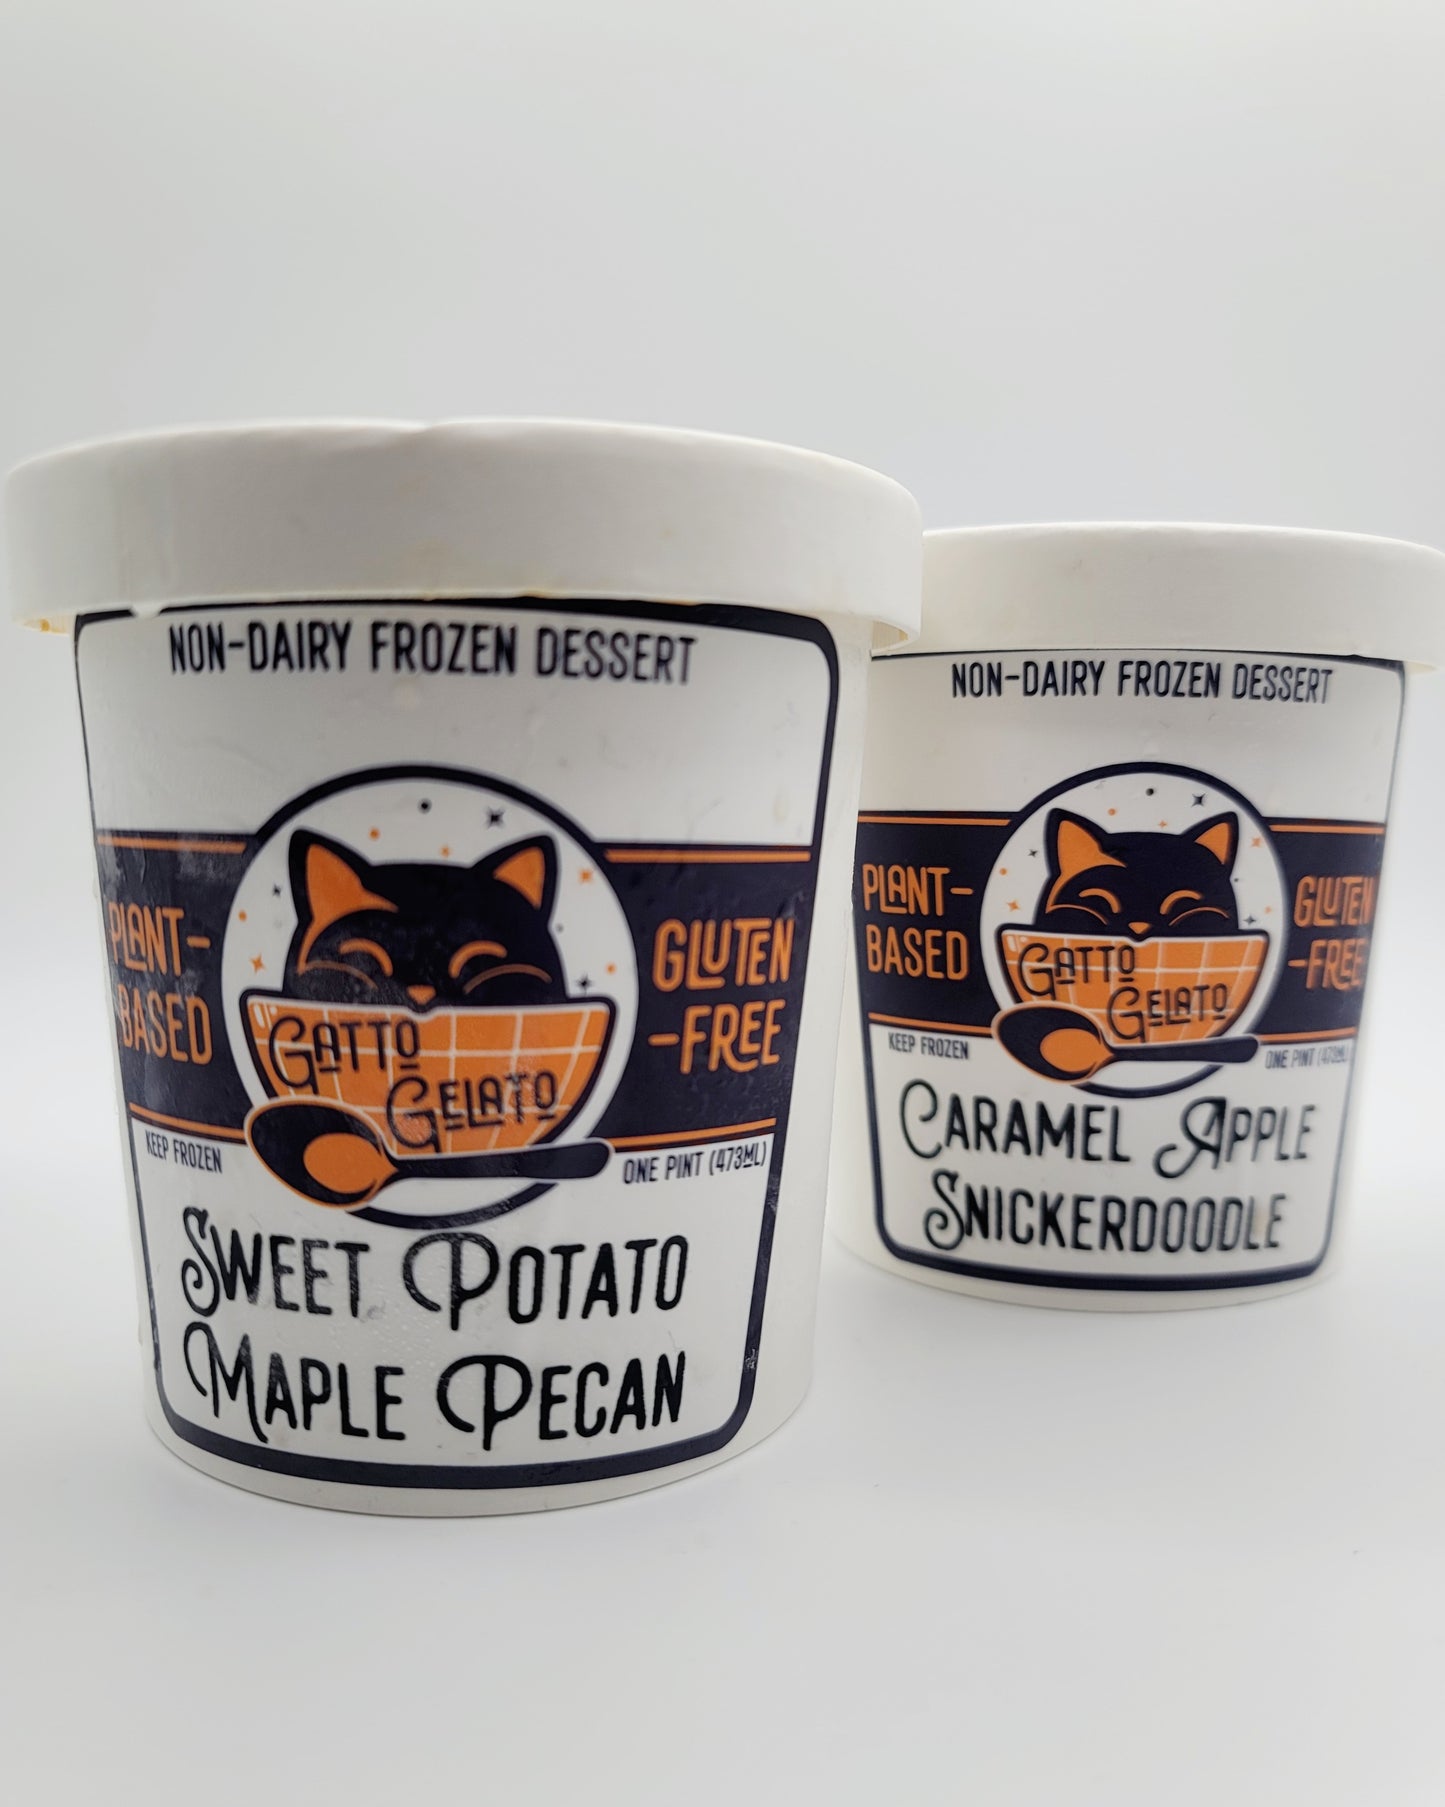 NON-DAIRY FROZEN DESSERT
PLANT-
BASED
GATTO
GELATO
GLUTEN
-FREE
KEEP FROZEN
ONE PINT (473ML)
SWEET POTATO
MAPLE PECAN
NON-DAIRY FROZEN DESSERT
PLANT-
BASED
GATTO
GELATO
GLUTEN
-FREE
KEEP FROZEN
ONE PINT (473ML)
CARAMEL APPLE
SNICKERDOODLE